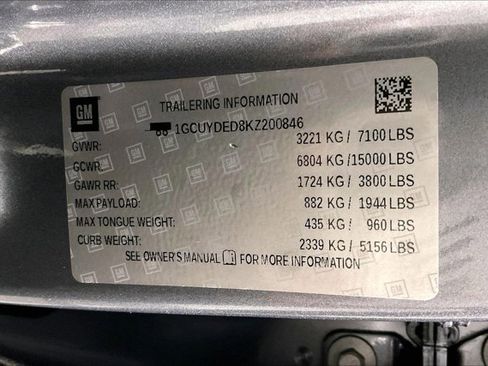 GM
TRAILERING INFORMATION
1GCUYDED8KZ200846
GVWR: 3221 KG / 7100 LBS
GCWR: 6804 KG / 15000 LBS
GAWR RR: 1724 KG / 3800 LBS
MAX PAYLOAD: 882 KG / 1944 LBS
MAX TONGUE WEIGHT: 435 KG / 960 LBS
CURB WEIGHT: 2339 KG / 5156 LBS
SEE OWNER'S MANUAL FOR MORE INFORMATION